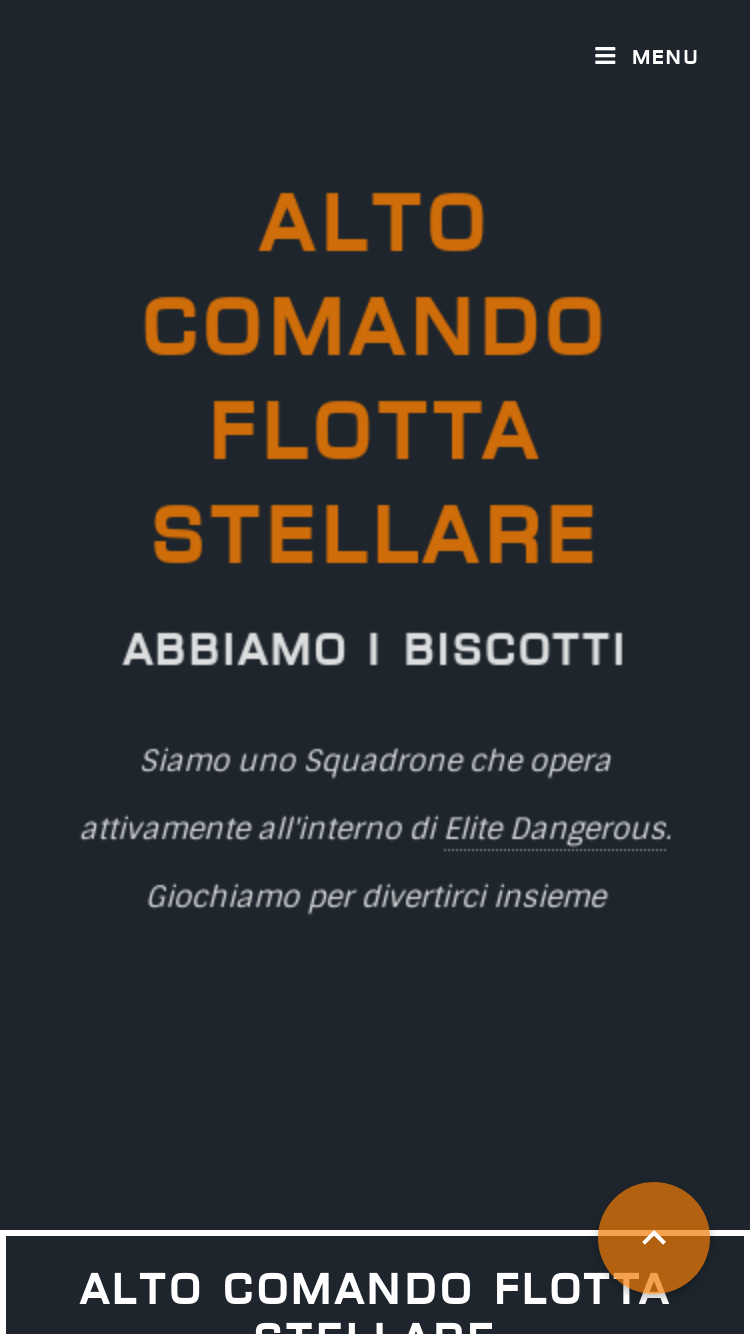 MENU
ALTO
COMANDO
FLOTTA
STELLARE
ABBIAMO I BISCOTTI
Siamo uno Squadrone che opera
attivamente all'interno di Elite Dangerous.
Giochiamo per divertirci insieme
ALTO COMANDO FLOTTA
STELLARE